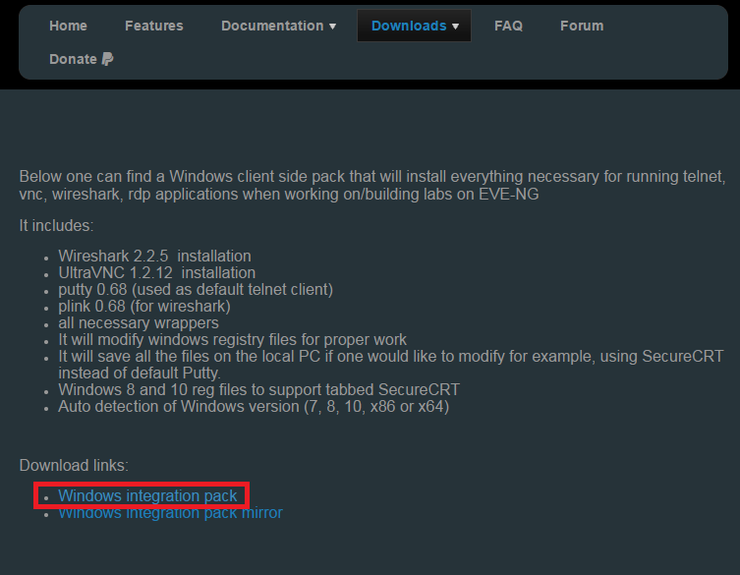 Home Features Documentation Downloads FAQ Forum
Donate
Below one can find a Windows client side pack that will install everything necessary for running telnet,
vnc, wireshark, rdp applications when working on/building labs on EVE-NG
It includes:
Wireshark 2.2.5 installation
UltraVNC 1.2.12 installation
putty 0.68 (used as default telnet client)
plink 0.68 (for wireshark)
all necessary wrappers
It will modify windows registry files for proper work
It will save all the files on the local PC if one would like to modify for example, using SecureCRT
instead of default Putty.
Windows 8 and 10 reg files to support tabbed SecureCRT
Auto detection of Windows version (7, 8, 10, x86 or x64)
Download links:
Windows integration pack
Windows integration pack mirror